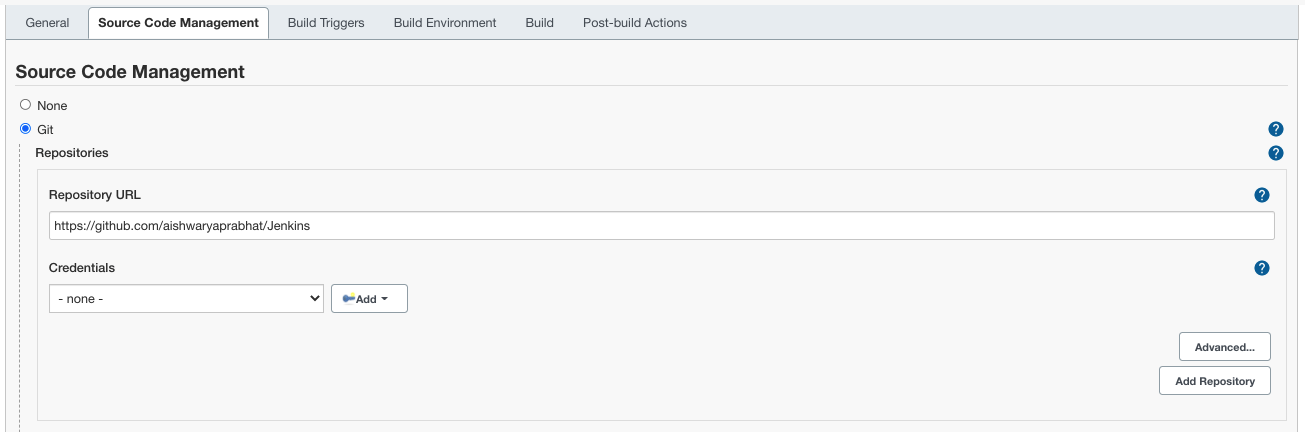 General Source Code Management Build Triggers Build Environment Build Post-build Actions
Source Code Management
None
Git
?
Repositories
?
Repository URL
?
https://github.com/aishwaryaprabhat/Jenkins
Credentials
?
- none -
Add
Advanced...
Add Repository